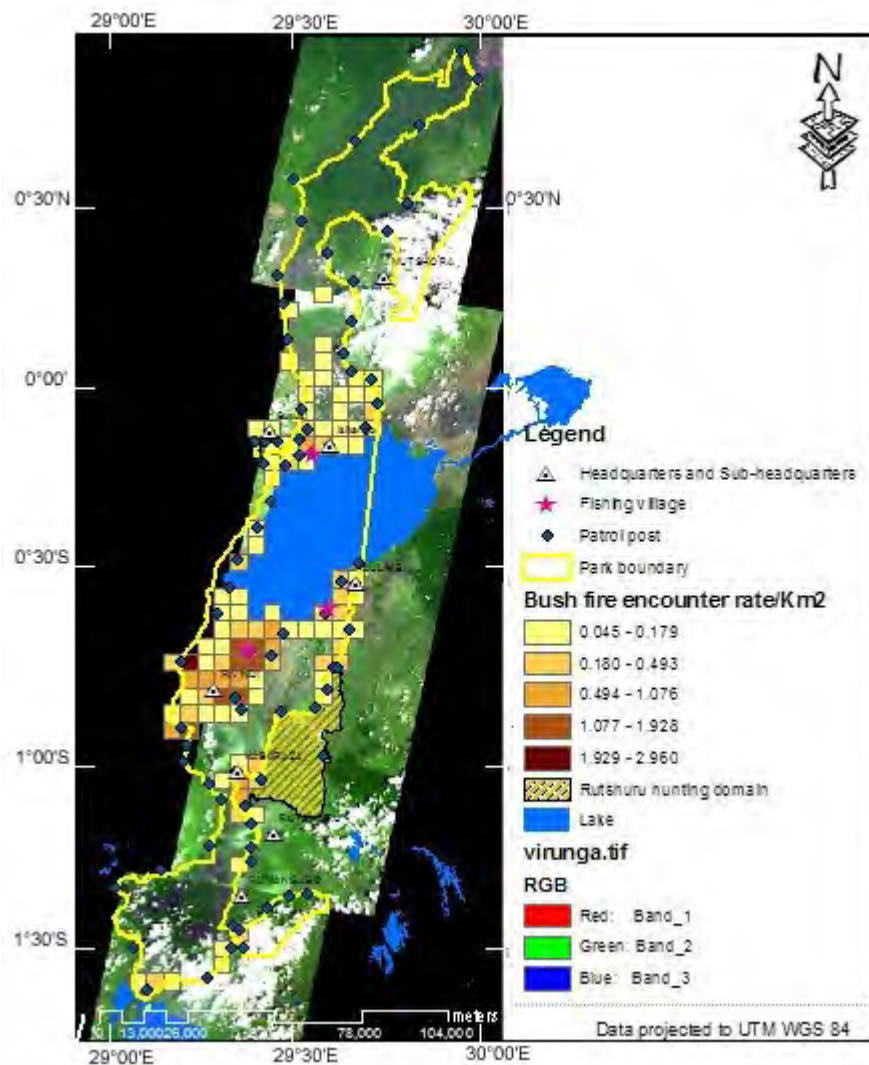 29°00'E 29°30'E 30°00'E
N
0°30'N 0°30'N
0°00'
0°30'S
1°00'S
1°30'S
Legend
Headquarters and Sub-headquarters
Fishing village
Patrol post
Park boundary
Bush fire encounter rate/Km2
0.045 - 0.179
0.180 - 0.493
0.494 - 1.076
1.077 - 1.928
1.929 - 2.960
Rutshuru hunting domain
Lake
virunga.tif
RGB
Red: Band_1
Green: Band_2
Blue: Band_3
meters
0 13,00026,000 78,000 104,000
Data projected to UTM WGS 84
29°00'E 29°30'E 30°00'E